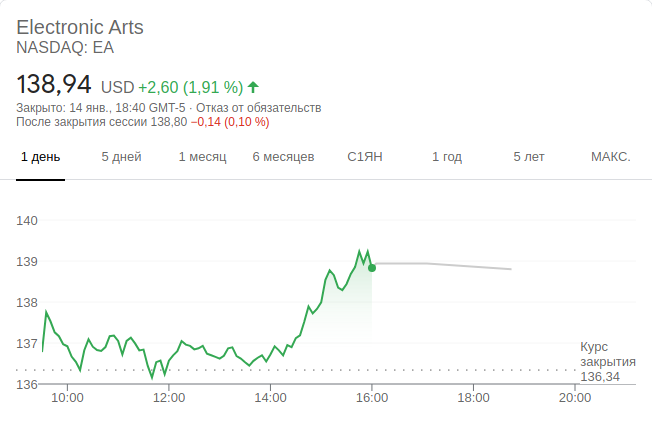 Electronic Arts
NASDAQ: EA
138,94 USD +2,60 (1,91 %)
Закрыто: 14 янв., 18:40 GMT-5 · Отказ от обязательств
После закрытия сессии 138,80 −0,14 (0,10 %)
1 день 5 дней 1 месяц 6 месяцев С1ЯН 1 год 5 лет МАКС.
140
139
138
137
136
Курс
закрытия
136,34
10:00 12:00 14:00 16:00 18:00 20:00